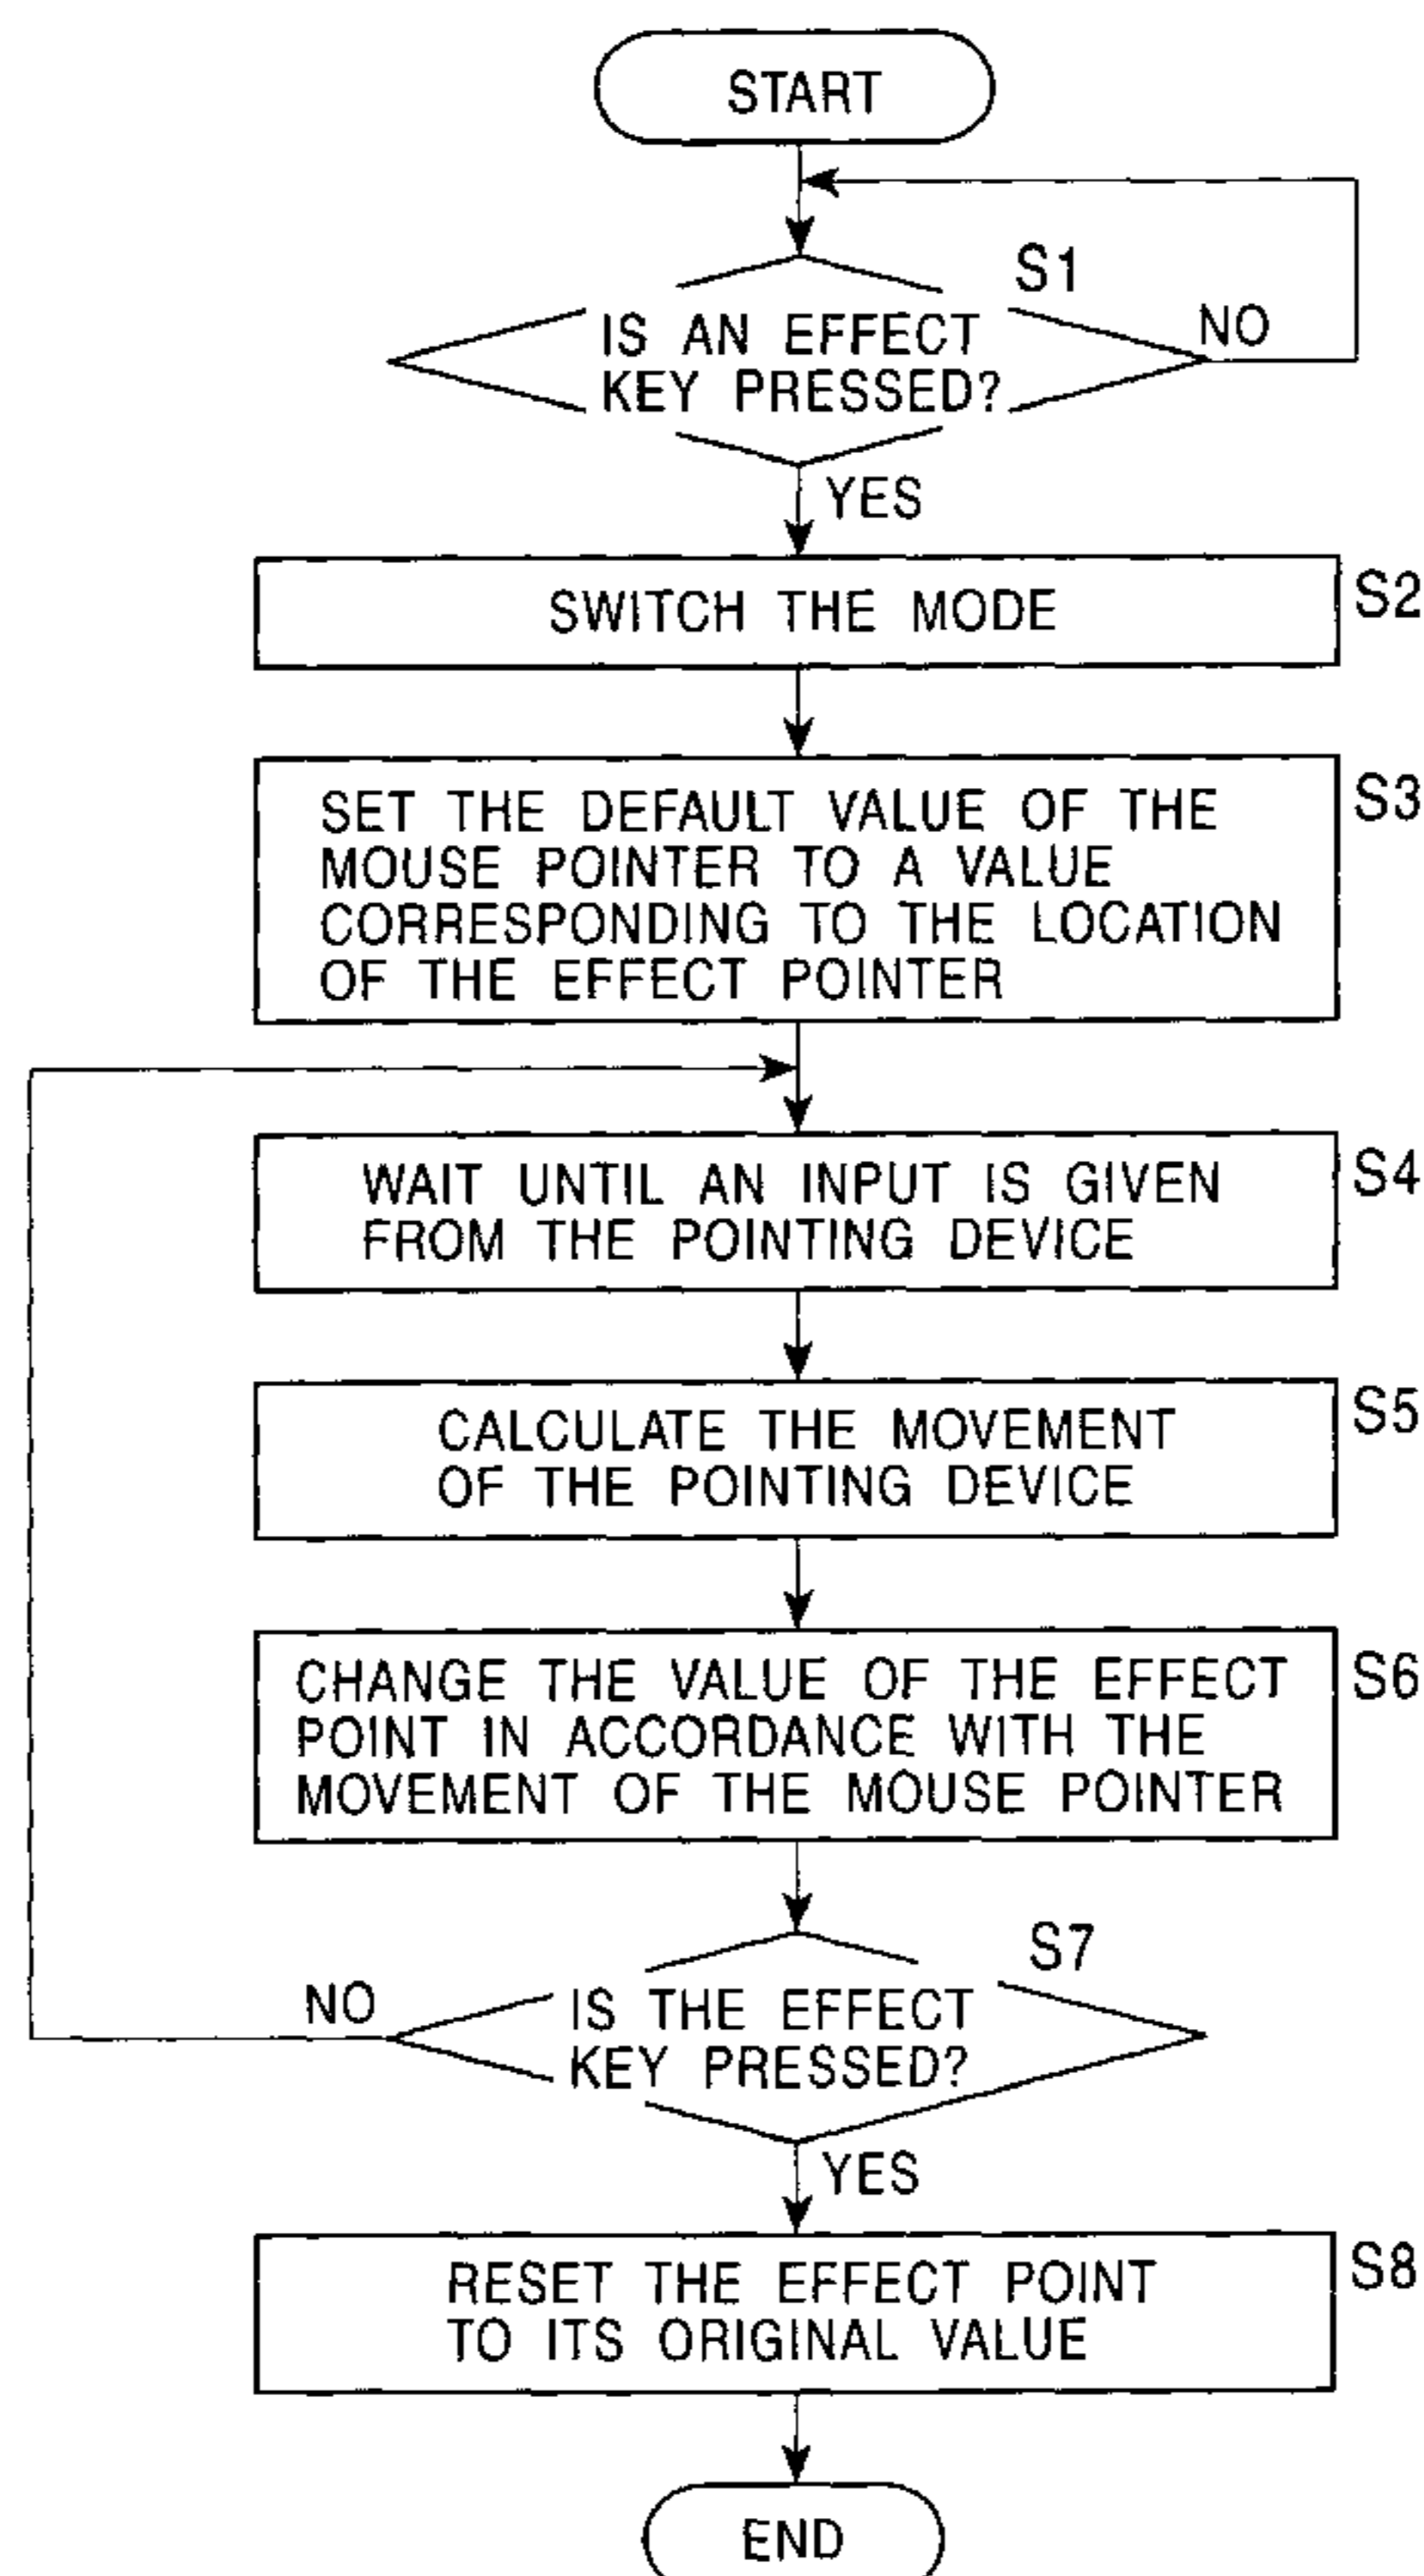 START
S1
IS AN EFFECT
KEY PRESSED?
NO
YES
SWITCH THE MODE
S2
SET THE DEFAULT VALUE OF THE
MOUSE POINTER TO A VALUE
CORRESPONDING TO THE LOCATION
OF THE EFFECT POINTER
S3
WAIT UNTIL AN INPUT IS GIVEN
FROM THE POINTING DEVICE
S4
CALCULATE THE MOVEMENT
OF THE POINTING DEVICE
S5
CHANGE THE VALUE OF THE EFFECT
POINT IN ACCORDANCE WITH THE
MOVEMENT OF THE MOUSE POINTER
S6
S7
NO
IS THE EFFECT
KEY PRESSED?
YES
RESET THE EFFECT POINT
TO ITS ORIGINAL VALUE
S8
END